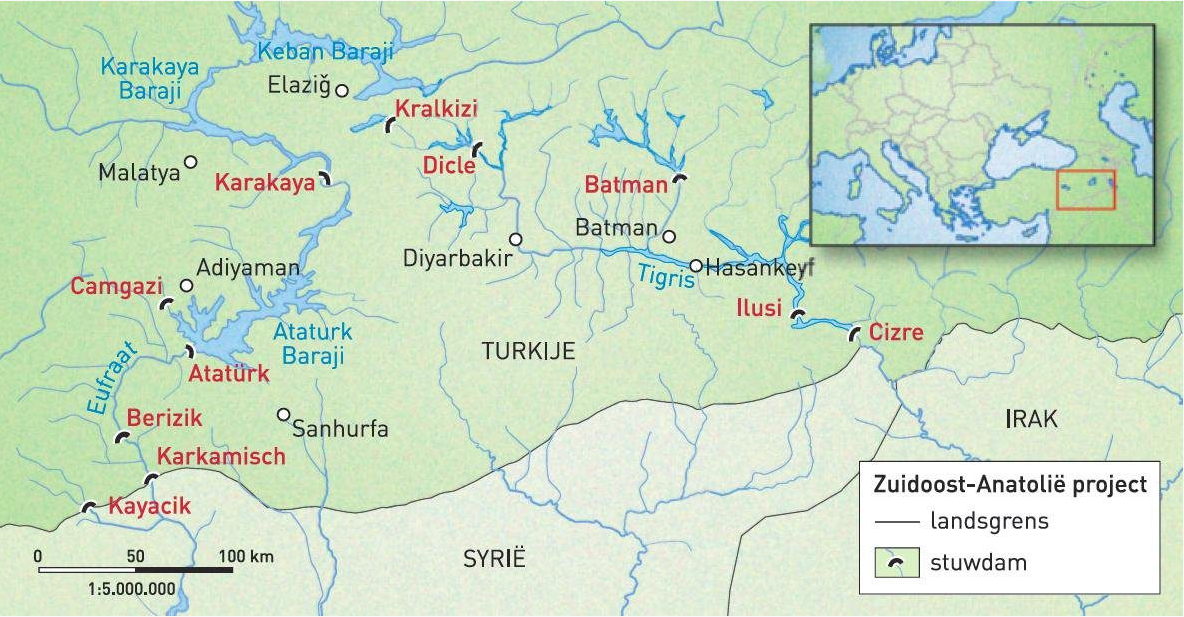 Keban Baraji
Karakaya
Baraji
Elaziğ
Kralkizi
Dicle
Malatya
Karakaya
Batman
Batman
Diyarbakir
Tigris
Hasankeyf
Adiyaman
Camgazi
Ilusi
Cizre
Ataturk
Baraji
TURKIJE
Atatürk
Eufraat
Berizik
Sanhurfa
IRAK
Karkamisch
Kayacik
SYRIË
0 50 100 km
1:5.000.000
Zuidoost-Anatolië project
landsgrens
stuwdam